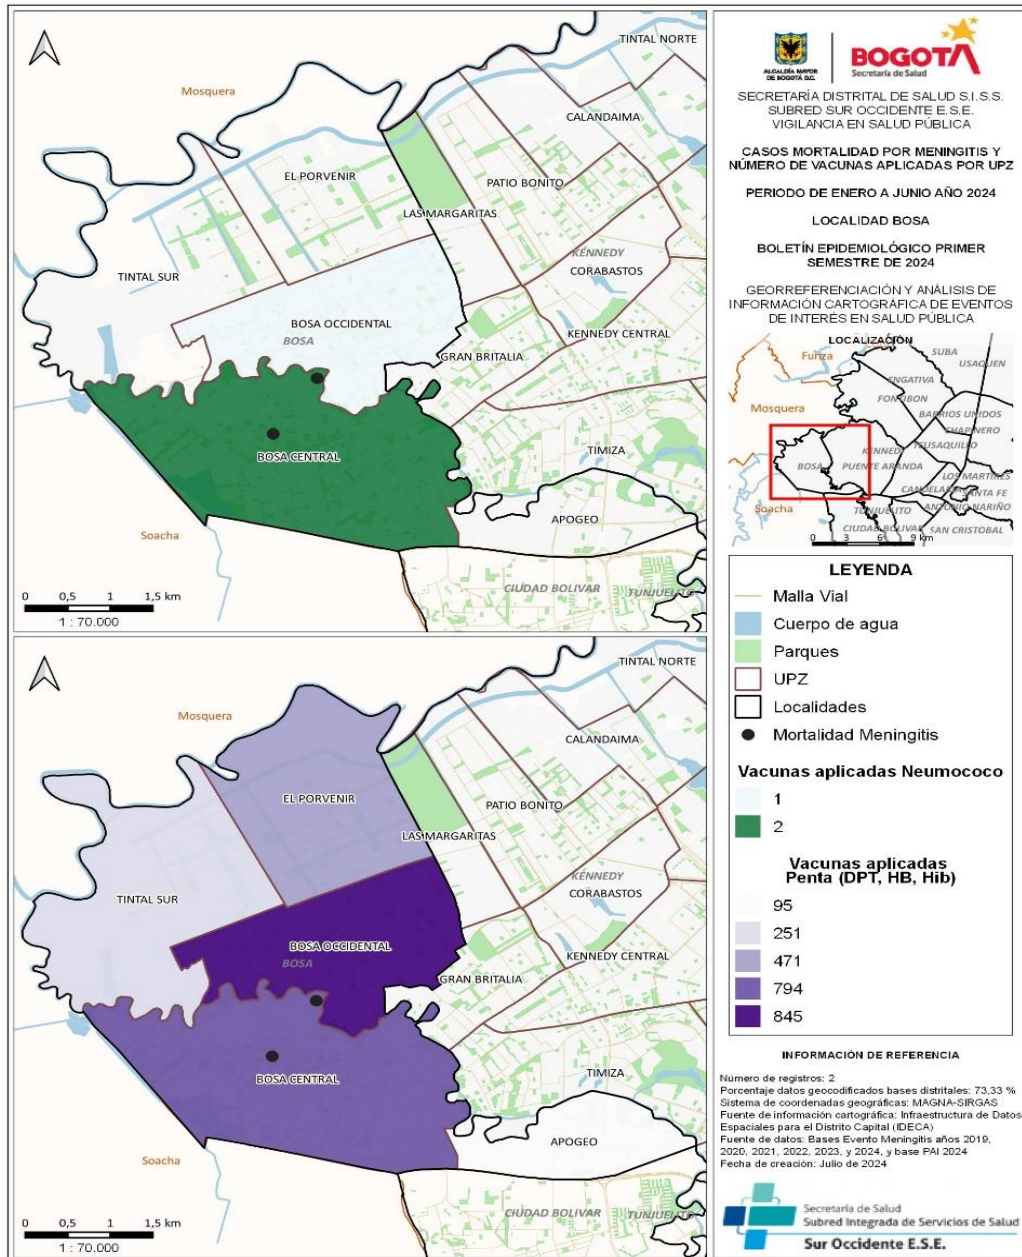 TINTAL NORTE
Mosquera
CALANDAIMA
EL PORVENIR
PATIO BONITO
LAS MARGARITAS
KENNEDY
CORABASTOS
TINTAL SUR
BOSA OCCIDENTAL
BOSA
KENNEDY CENTRAL
GRAN BRITALIA
TIMIZA
BOSA CENTRAL
APOGEO
Soacha
CIUDAD BOLIVAR
TUNJUELITO
0 0,5 1 1,5 km
1 : 70.000
TINTAL NORTE
Mosquera
CALANDAIMA
EL PORVENIR
PATIO BONITO
LAS MARGARITAS
KENNEDY
CORABASTOS
TINTAL SUR
BOSA OCCIDENTAL
BOSA
KENNEDY CENTRAL
GRAN BRITALIA
TIMIZA
BOSA CENTRAL
APOGEO
Soacha
CIUDAD BOLIVAR
TUNJUELITO
0 0,5 1 1,5 km
1 : 70.000
ALCALDÍA MAYOR
DE BOGOTÁ D.C.
BOGOTÁ
Secretaría de Salud
SECRETARÍA DISTRITAL DE SALUD S.I.S.S.
SUBRED SUR OCCIDENTE E.S.E.
VIGILANCIA EN SALUD PÚBLICA
CASOS MORTALIDAD POR MENINGITIS Y
NÚMERO DE VACUNAS APLICADAS POR UPZ
PERIODO DE ENERO A JUNIO AÑO 2024
LOCALIDAD BOSA
BOLETÍN EPIDEMIOLÓGICO PRIMER
SEMESTRE DE 2024
GEORREFERENCIACIÓN Y ANÁLISIS DE
INFORMACIÓN CARTOGRÁFICA DE EVENTOS
DE INTERÉS EN SALUD PÚBLICA
LOCALIZACIÓN
Funza
SUBA
USAQUEN
ENGATIVA
FONTIBON
Mosquera
BARRIOS UNIDOS
CHAPINERO
TEUSAQUILLO
KENNEDY
BOSA
PUENTE ARANDA
LOS MARTIRES
CANDELARIA
SANTA FE
ANTONIO NARIÑO
Soacha
TUNJUELITO
CIUDAD BOLIVAR
SAN CRISTOBAL
0 3 6 9 km
LEYENDA
Malla Vial
Cuerpo de agua
Parques
UPZ
Localidades
Mortalidad Meningitis
Vacunas aplicadas Neumococo
1
2
Vacunas aplicadas
Penta (DPT, HB, Hib)
95
251
471
794
845
INFORMACIÓN DE REFERENCIA
Número de registros: 2
Porcentaje datos geocodificados bases distritales: 73,33 %
Sistema de coordenadas geográficas: MAGNA-SIRGAS
Fuente de información cartográfica: Infraestructura de Datos
Espaciales para el Distrito Capital (IDECA)
Fuente de datos: Bases Evento Meningitis años 2019,
2020, 2021, 2022, 2023, y 2024, y base PAI 2024
Fecha de creación: Julio de 2024
Secretaría de Salud
Subred Integrada de Servicios de Salud
Sur Occidente E.S.E.